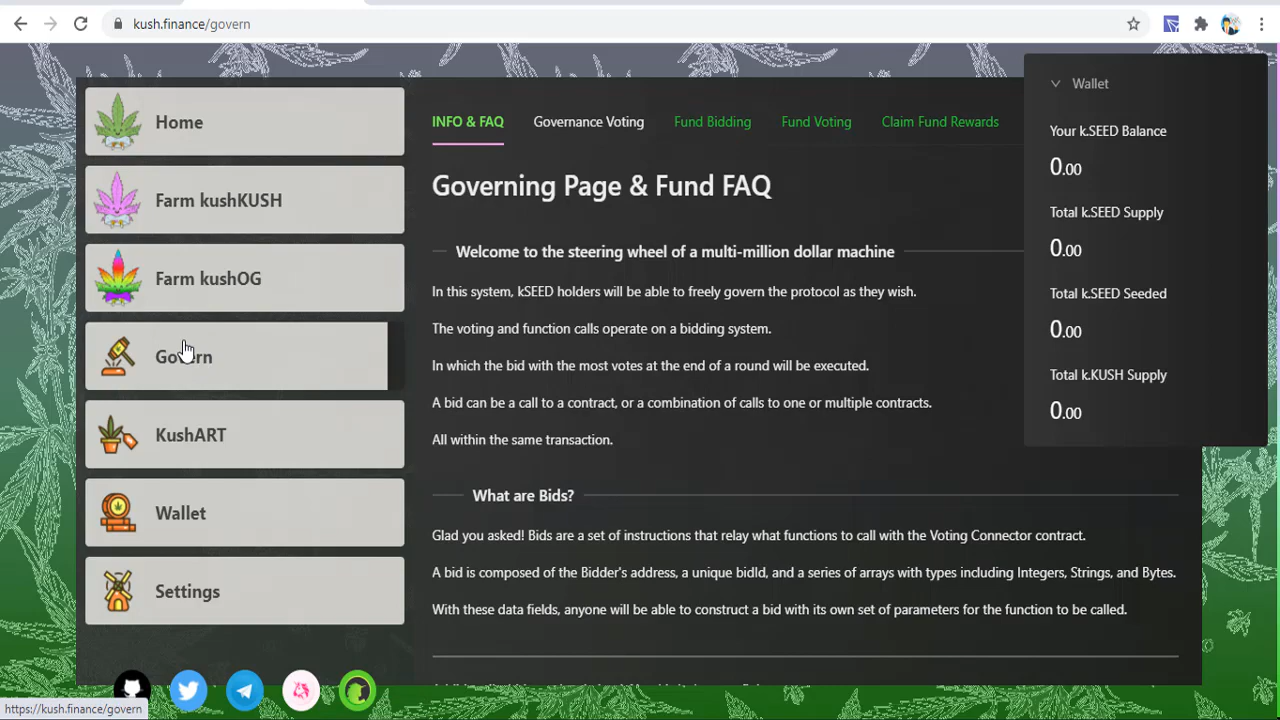 kush.finance/govern
Home
Farm kushKUSH
Farm kushOG
Govern
KushART
Wallet
Settings
INFO & FAQ
Governance Voting
Fund Bidding
Fund Voting
Claim Fund Rewards
Governing Page & Fund FAQ
Welcome to the steering wheel of a multi-million dollar machine
In this system, kSEED holders will be able to freely govern the protocol as they wish.
The voting and function calls operate on a bidding system.
In which the bid with the most votes at the end of a round will be executed.
A bid can be a call to a contract, or a combination of calls to one or multiple contracts.
All within the same transaction.
What are Bids?
Glad you asked! Bids are a set of instructions that relay what functions to call with the Voting Connector contract.
A bid is composed of the Bidder's address, a unique bidId, and a series of arrays with types including Integers, Strings, and Bytes.
With these data fields, anyone will be able to construct a bid with its own set of parameters for the function to be called.
Wallet
Your k.SEED Balance
0.00
Total k.SEED Supply
0.00
Total k.SEED Seeded
0.00
Total k.KUSH Supply
0.00
https://kush.finance/govern